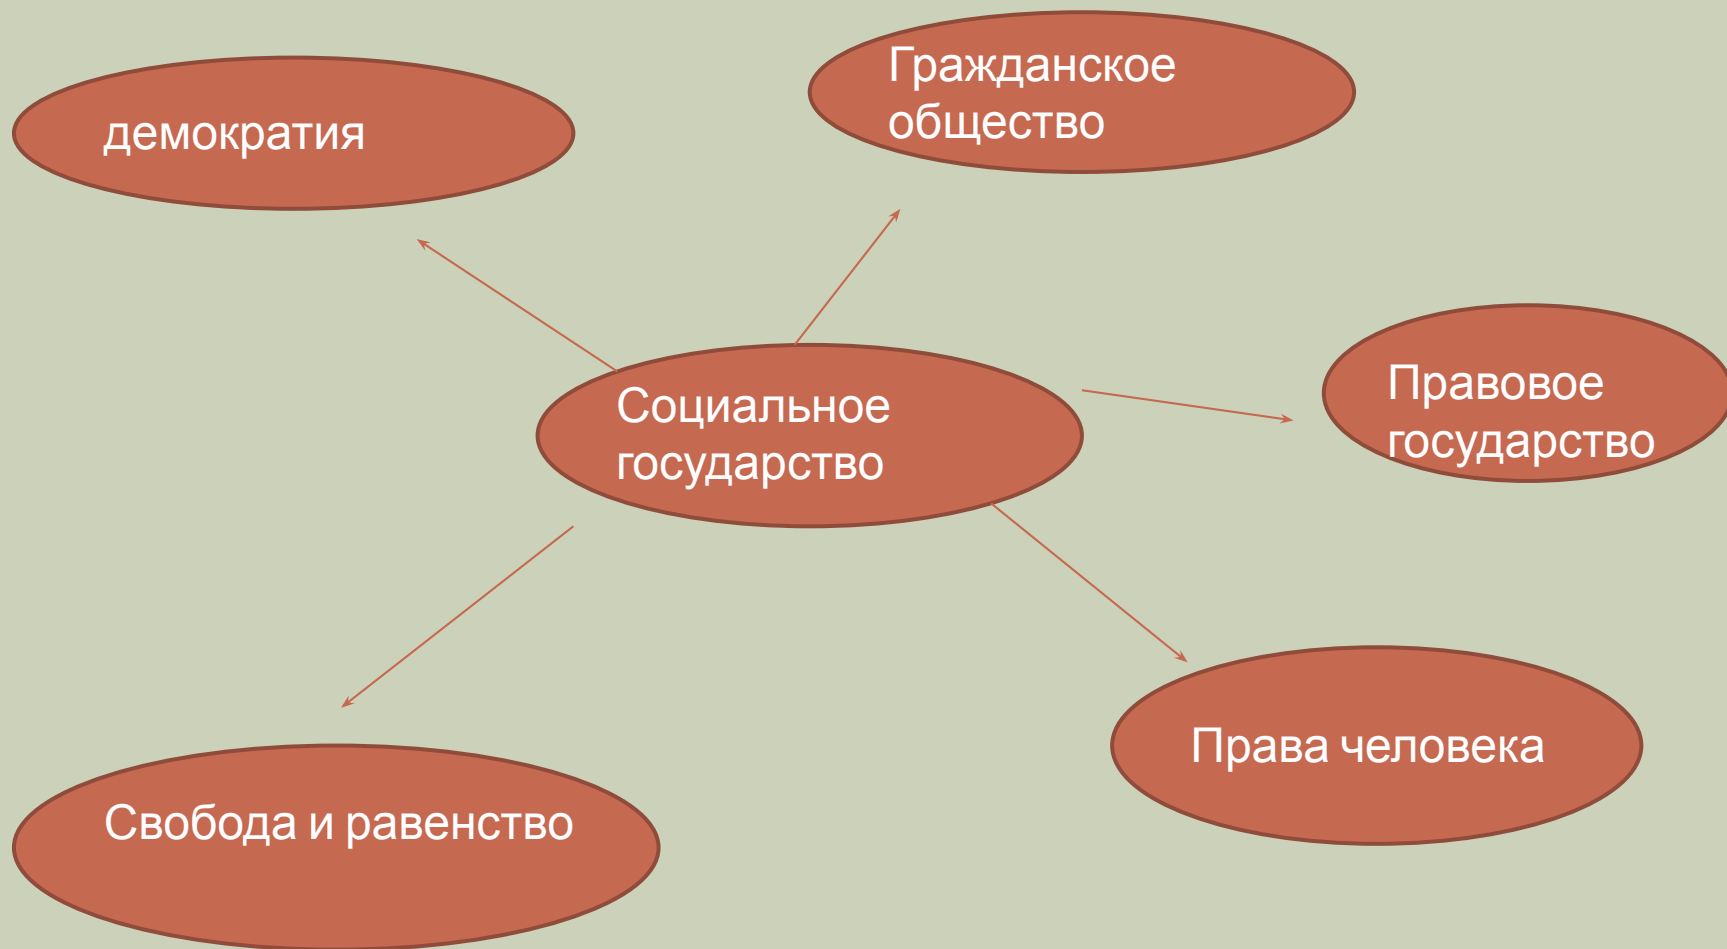 демократия
Гражданское
общество
Социальное
государство
Правовое
государство
Права человека
Свобода и равенство